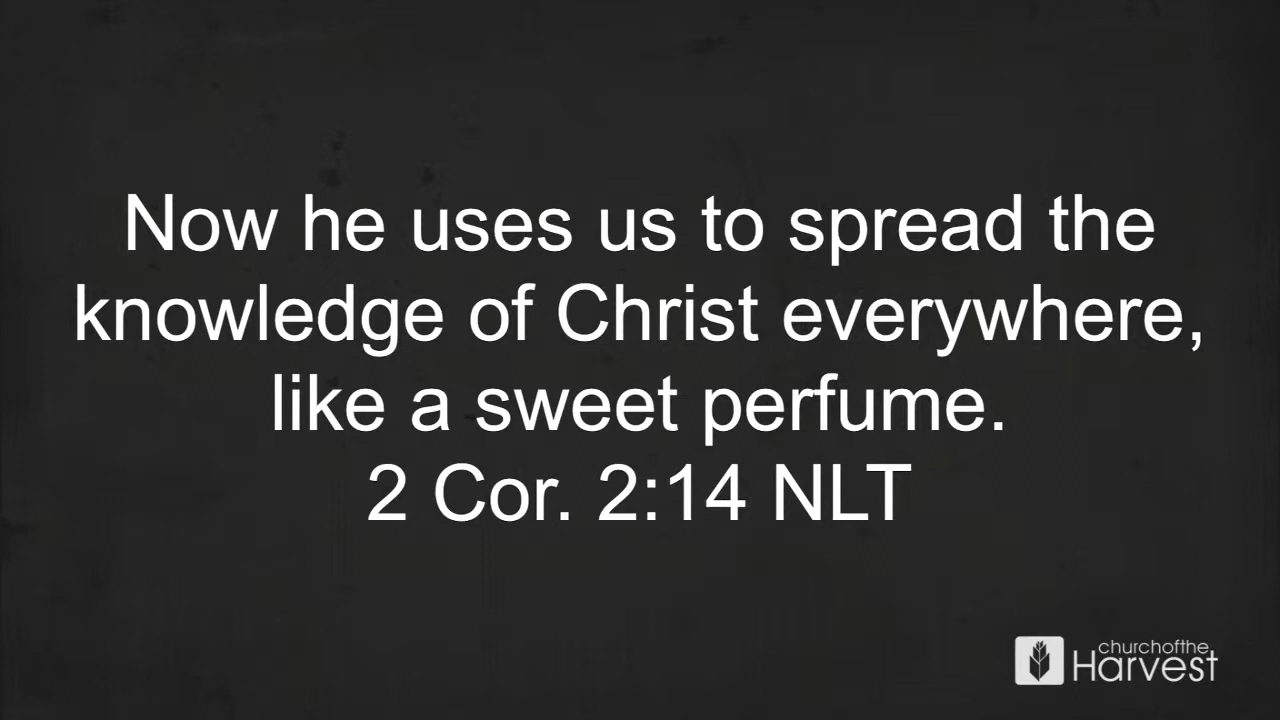 Now he uses us to spread the
knowledge of Christ everywhere,
like a sweet perfume.
2 Cor. 2:14 NLT
churchofthe
Harvest